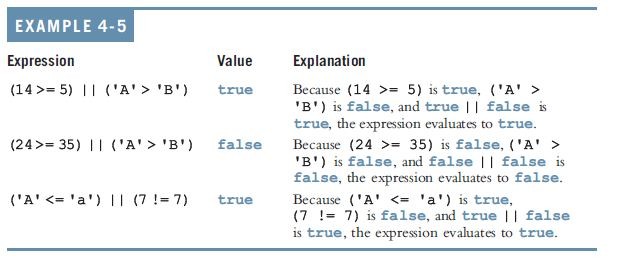 EXAMPLE 4-5
Expression Value Explanation
(14 >= 5) || ('A' > 'B') true Because (14 >= 5) is true, ('A' >
'B') is false, and true || false is
true, the expression evaluates to true.
(24 >= 35) || ('A' > 'B') false Because (24 >= 35) is false, ('A' >
'B') is false, and false || false is
false, the expression evaluates to false.
('A' <= 'a') || (7 != 7) true Because ('A' <= 'a') is true,
(7 != 7) is false, and true || false
is true, the expression evaluates to true.